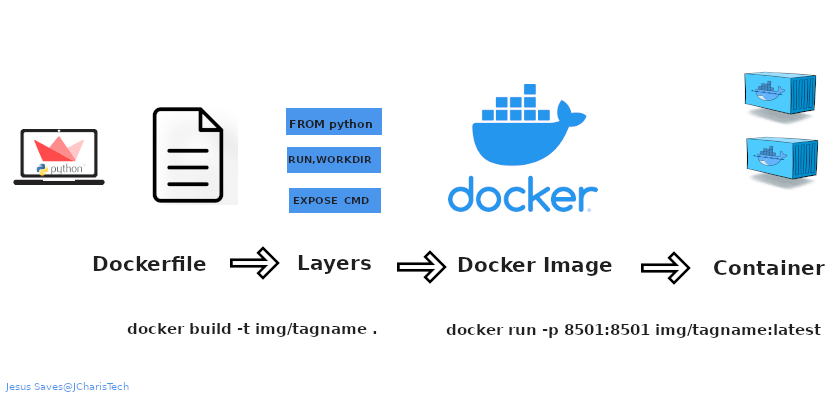 python
FROM python
RUN,WORKDIR
EXPOSE CMD
docker
Dockerfile
Layers
Docker Image
Container
docker build -t img/tagname .
docker run -p 8501:8501 img/tagname:latest
Jesus Saves@JCharisTech